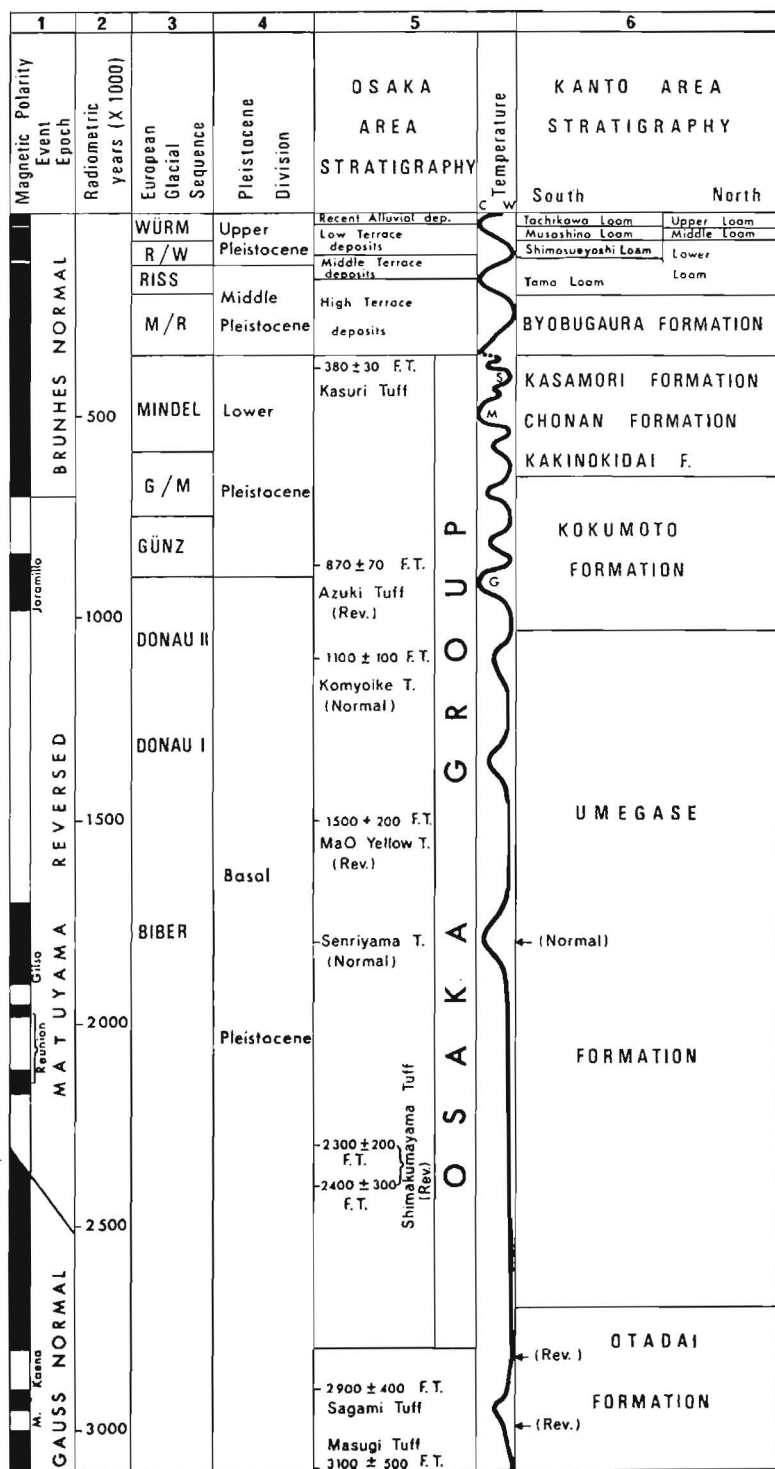 1
2
3
4
5
6
Magnetic Polarity
Event
Epoch
Radiometric
years (X 1000)
European
Glacial
Sequence
Pleistocene
Division
OSAKA
AREA
STRATIGRAPHY
Temperature
C W
KANTO AREA
STRATIGRAPHY
South North
BRUNHES NORMAL
MATUYAMA REVERSED
GAUSS NORMAL
Jaramillo
Gilsa
Reunion
Kaena
M.
500
1000
1500
2000
2500
3000
WÜRM
R/W
RISS
M/R
MINDEL
G/M
GÜNZ
DONAU II
DONAU I
BIBER
Upper
Pleistocene
Middle
Pleistocene
Lower
Pleistocene
Basal
Pleistocene
Recent Alluvial dep.
Low Terrace
deposits
Middle Terrace
deposits
High Terrace
deposits
380 ± 30 F.T.
Kasuri Tuff
870 ± 70 F.T.
Azuki Tuff
(Rev.)
1100 ± 100 F.T.
Komyoike T.
(Normal)
1500 + 200 F.T.
MaO Yellow T.
(Rev.)
Senriyama T.
(Normal)
2300 ± 200
F.T.
2400 ± 300
F.T.
Shimakumayama Tuff
(Rev.)
2900 ± 400 F.T.
Sagami Tuff
Masugi Tuff
3100 ± 500 F.T.
OSAKA GROUP
S
M
G
Tachikawa Loam
Upper Loam
Musashino Loam
Middle Loam
Shimosueyoshi Loam
Lower
Loam
Tama Loam
BYOBUGAURA FORMATION
KASAMORI FORMATION
CHONAN FORMATION
KAKINOKIDAI F.
KOKUMOTO
FORMATION
UMEGASE
(Normal)
FORMATION
OTADAI
(Rev.)
FORMATION
(Rev.)